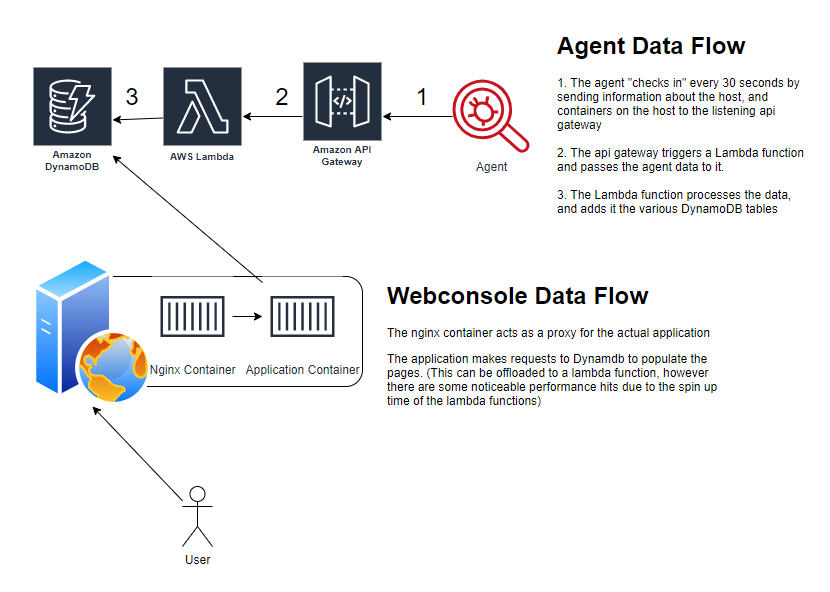 Agent Data Flow
1. The agent "checks in" every 30 seconds by
sending information about the host, and
containers on the host to the listening api
gateway
2. The api gateway triggers a Lambda function
and passes the agent data to it.
3. The Lambda function processes the data,
and adds it the various DynamoDB tables
3
2
1
Amazon
DynamoDB
AWS Lambda
Amazon API
Gateway
Agent
Webconsole Data Flow
The nginx container acts as a proxy for the actual application
The application makes requests to Dynamdb to populate the
pages. (This can be offloaded to a lambda function, however
there are some noticeable performance hits due to the spin up
time of the lambda functions)
Nginx Container
Application Container
User